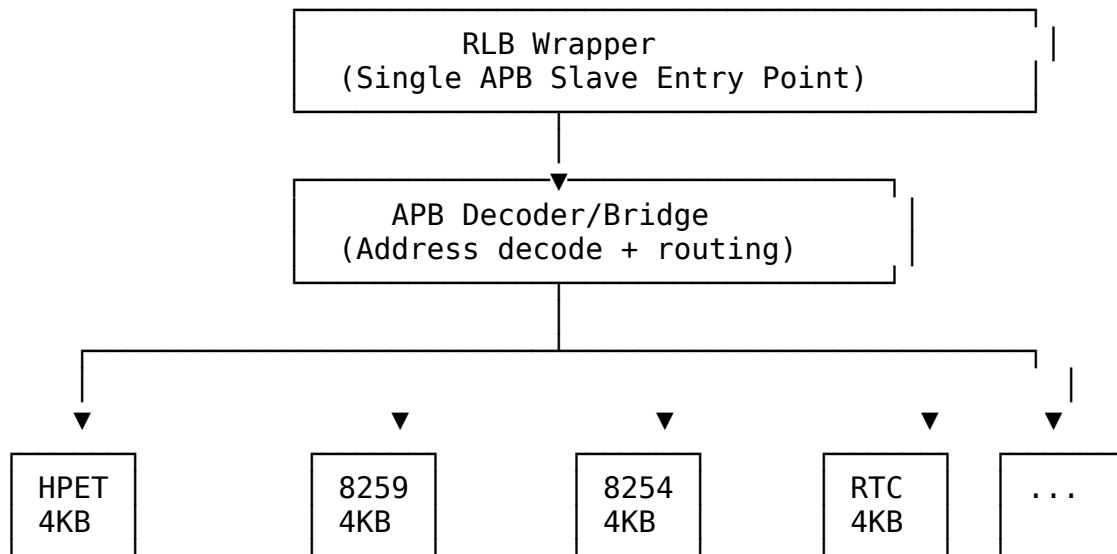 RLB Wrapper
(Single APB Slave Entry Point)
APB Decoder/Bridge
(Address decode + routing)
HPET 8259 8254 RTC ...
4KB 4KB 4KB 4KB